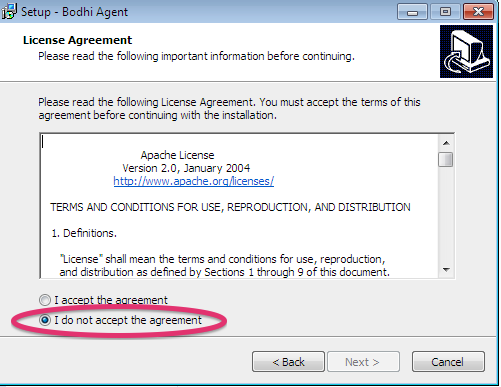 Setup - Bodhi Agent
License Agreement
Please read the following important information before continuing.
Please read the following License Agreement. You must accept the terms of this
agreement before continuing with the installation.
Apache License
Version 2.0, January 2004
http://www.apache.org/licenses/
TERMS AND CONDITIONS FOR USE, REPRODUCTION, AND DISTRIBUTION
1. Definitions.
"License" shall mean the terms and conditions for use, reproduction,
and distribution as defined by Sections 1 through 9 of this document.
I accept the agreement
I do not accept the agreement
< Back
Next >
Cancel